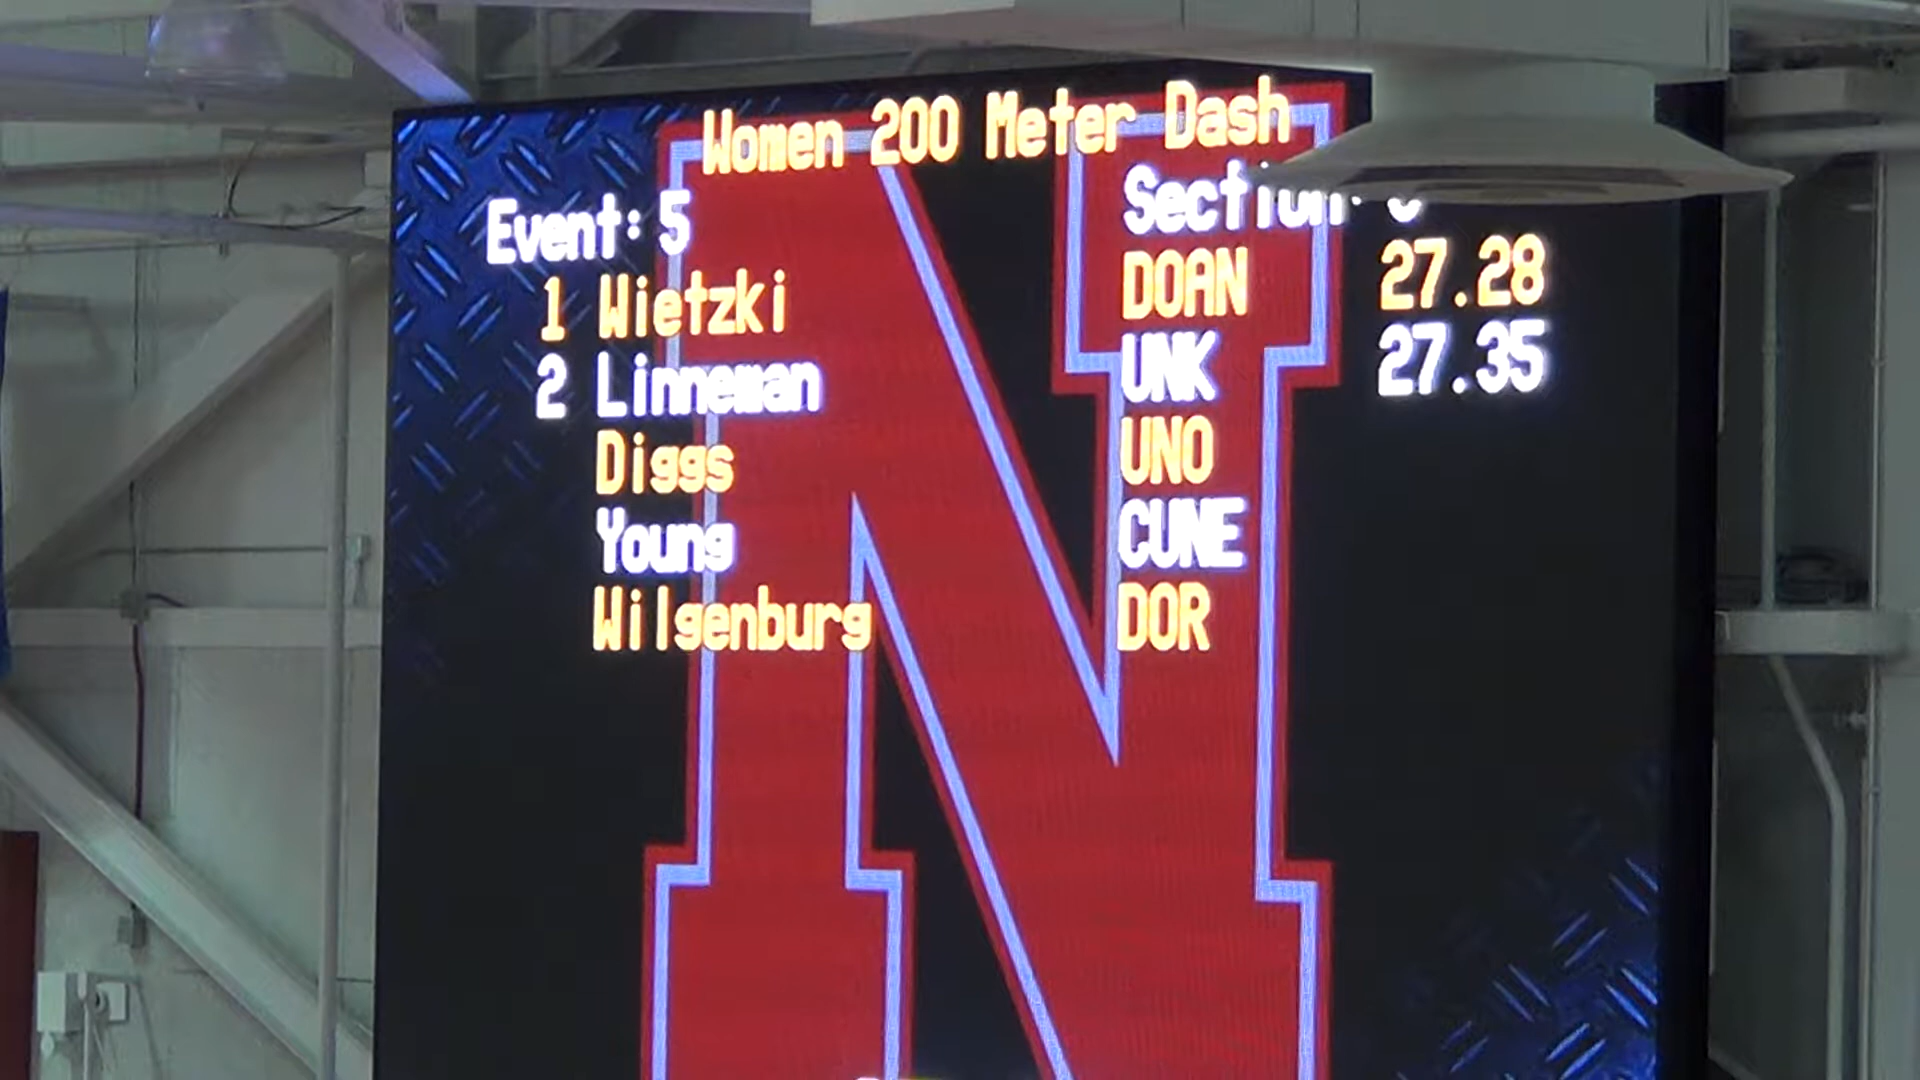 Women 200 Meter Dash
Event: 5 Section:
1 Wietzki DOAN 27.28
2 Linneman UNK 27.35
Diggs UNO
Young CUNE
Wilgenburg DOR
N